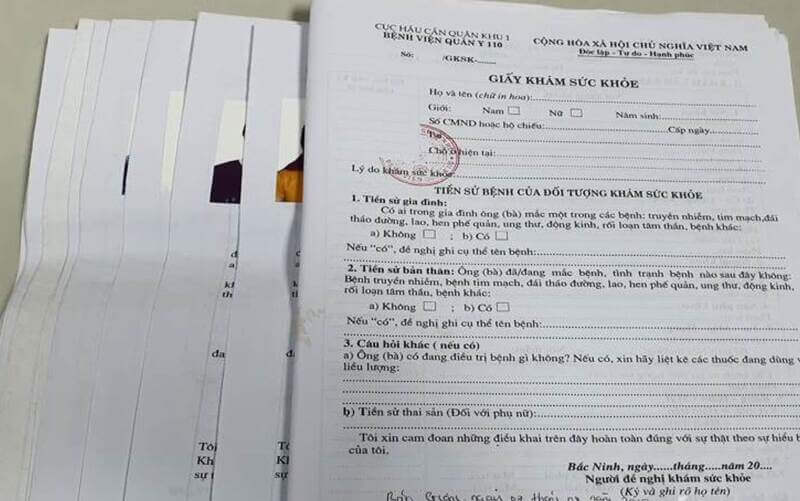 CỤC HẬU CẦN QUÂN KHU 1
BỆNH VIỆN QUÂN Y 110
CỘNG HÒA XÃ HỘI CHỦ NGHĨA VIỆT NAM
Độc lập - Tự do - Hạnh phúc
Số: /GKSK-......
GIẤY KHÁM SỨC KHỎE
Họ và tên (chữ in hoa):
Giới: Nam Nữ Năm sinh:
Số CMND hoặc hộ chiếu: Cấp ngày
Tại
Chỗ ở hiện tại:
Lý do khám sức khỏe:
TIỀN SỬ BỆNH CỦA ĐỐI TƯỢNG KHÁM SỨC KHỎE
1. Tiền sử gia đình:
Có ai trong gia đình ông (bà) mắc một trong các bệnh: truyền nhiễm, tim mạch,đái
tháo đường, lao, hen phế quản, ung thư, động kinh, rối loạn tâm thần, bệnh khác:
a) Không ; b) Có
Nếu "có", đề nghị ghi cụ thể tên bệnh:
2. Tiền sử bản thân: Ông (bà) đã/đang mắc bệnh, tình trạng bệnh nào sau đây không:
Bệnh truyền nhiễm, bệnh tim mạch, đái tháo đường, lao, hen phế quản, ung thư, động kinh,
rối loạn tâm thần, bệnh khác:
a) Không ; b) Có
Nếu "có", đề nghị ghi cụ thể tên bệnh:
3. Câu hỏi khác ( nếu có)
a) Ông (bà) có đang điều trị bệnh gì không? Nếu có, xin hãy liệt kê các thuốc đang dùng v
liều lượng:
b) Tiền sử thai sản (Đối với phụ nữ):
Tôi xin cam đoan những điều khai trên đây hoàn toàn đúng với sự thật theo sự hiểu b
của tôi.
Bắc Ninh, ngày......tháng.....năm 20....
Người đề nghị khám sức khỏe
(Ký và ghi rõ họ tên)